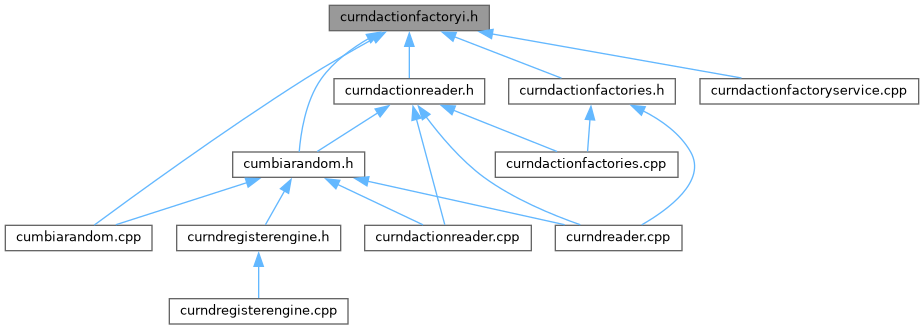 curndactionfactoryi.h
curndactionreader.h
curndactionfactories.h
curndactionfactoryservice.cpp
cumbiarandom.h
curndactionfactories.cpp
cumbiarandom.cpp
curndregisterengine.h
curndactionreader.cpp
curndreader.cpp
curndregisterengine.cpp